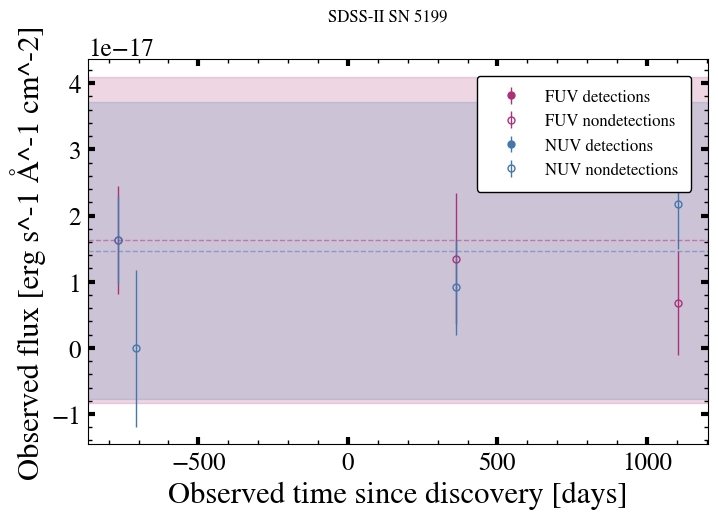 SDSS-II SN 5199
1e−17
4
3
2
1
0
−1
Observed flux [erg s^-1 Å^-1 cm^-2]
FUV detections
FUV nondetections
NUV detections
NUV nondetections
−500 0 500 1000
Observed time since discovery [days]